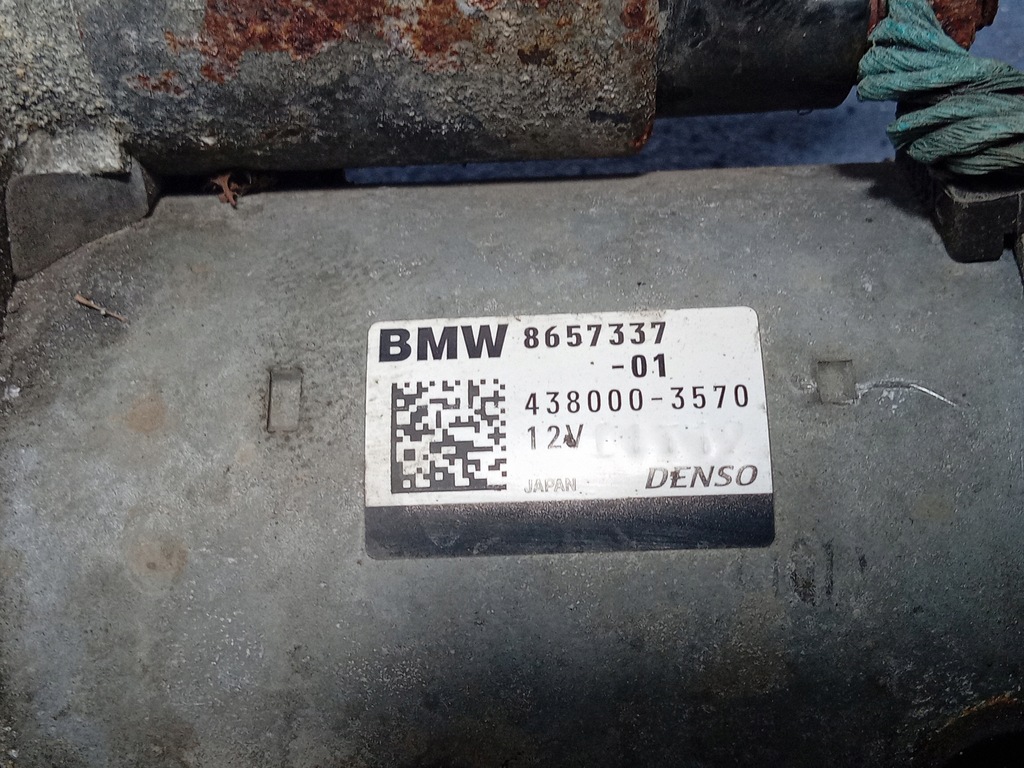 BMW 8657337
-01
438000-3570
12V
JAPAN DENSO